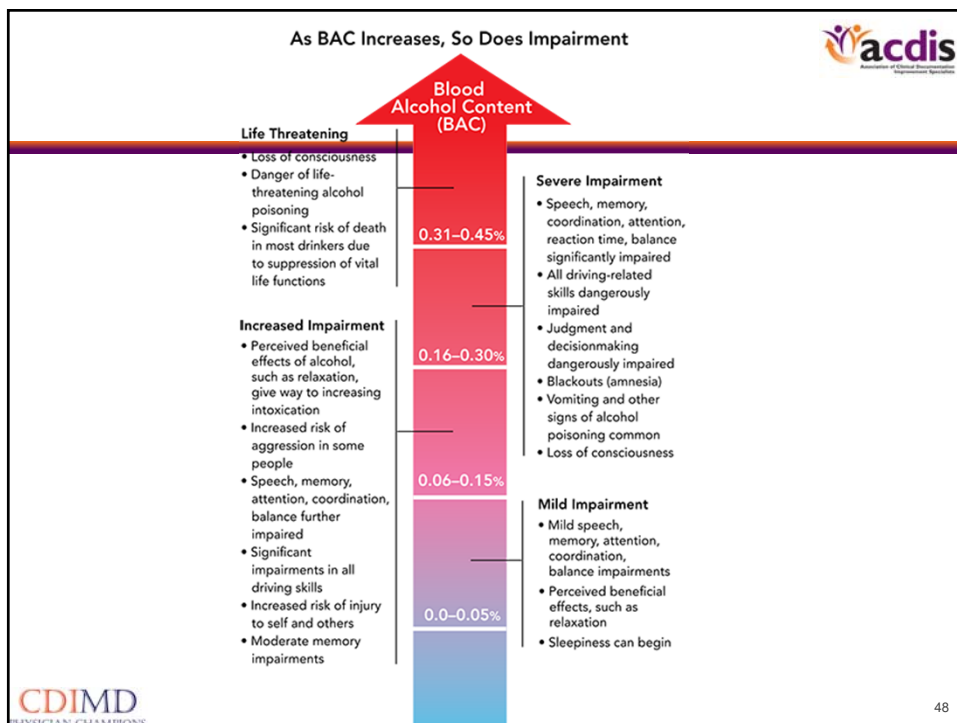 As BAC Increases, So Does Impairment
acdis
Association of Clinical Documentation
Improvement Specialists
Blood
Alcohol Content
(BAC)
Life Threatening
• Loss of consciousness
• Danger of life-
threatening alcohol
poisoning
• Significant risk of death
in most drinkers due
to suppression of vital
life functions
0.31–0.45%
Severe Impairment
• Speech, memory,
coordination, attention,
reaction time, balance
significantly impaired
• All driving-related
skills dangerously
impaired
• Judgment and
decisionmaking
dangerously impaired
• Blackouts (amnesia)
• Vomiting and other
signs of alcohol
poisoning common
• Loss of consciousness
0.16–0.30%
Increased Impairment
• Perceived beneficial
effects of alcohol,
such as relaxation,
give way to increasing
intoxication
• Increased risk of
aggression in some
people
• Speech, memory,
attention, coordination,
balance further
impaired
• Significant
impairments in all
driving skills
• Increased risk of injury
to self and others
• Moderate memory
impairments
0.06–0.15%
Mild Impairment
• Mild speech,
memory, attention,
coordination,
balance impairments
• Perceived beneficial
effects, such as
relaxation
• Sleepiness can begin
0.0–0.05%
CDIMD
PHYSICIAN CHAMPIONS
48